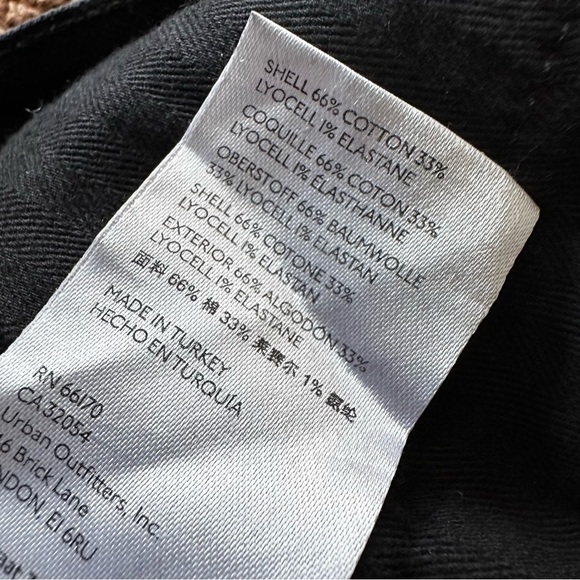 SHELL 66% COTTON 33%
LYOCELL 1% ELASTANE
COQUILLE 66% COTON 33%
LYOCELL 1% ÉLASTHANNE
OBERSTOFF 66% BAUMWOLLE
33% LYOCELL 1% ELASTAN
SHELL 66% COTONE 33%
LYOCELL 1% ELASTAN
EXTERIOR 66% ALGODÓN 33%
LYOCELL 1% ELASTANE
面料 66% 棉 33% 莱赛尔 1% 氨纶
MADE IN TURKEY
HECHO EN TURQUÍA
RN 66170
CA 32054
Urban Outfitters, Inc.
6 Brick Lane
NDON, E1 6RU